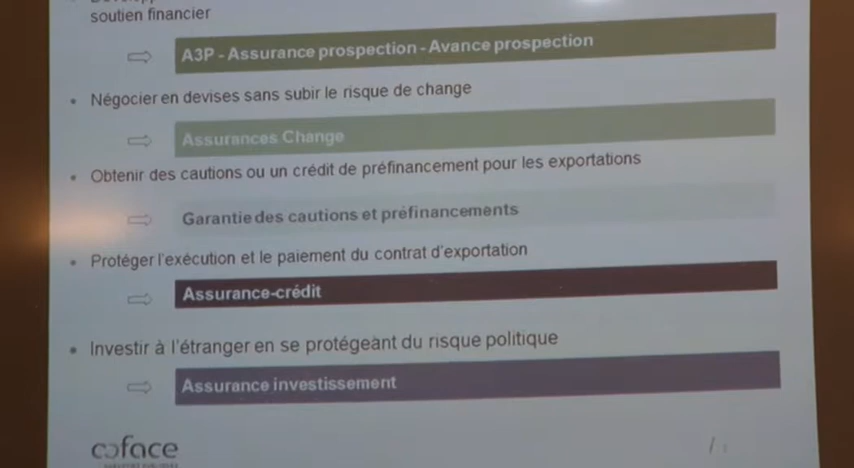 soutien financier
A3P - Assurance prospection - Avance prospection
• Négocier en devises sans subir le risque de change
Assurances Change
• Obtenir des cautions ou un crédit de préfinancement pour les exportations
Garantie des cautions et préfinancements
• Protéger l'exécution et le paiement du contrat d'exportation
Assurance-crédit
• Investir à l'étranger en se protégeant du risque politique
Assurance investissement
coface
/